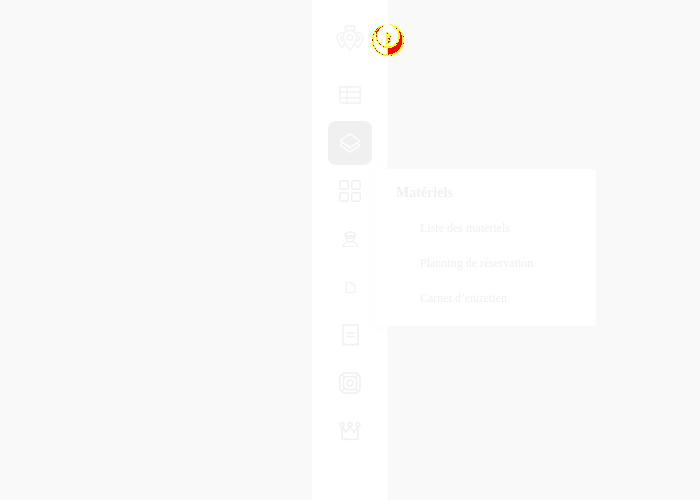 Matériels
Liste des matériels
Planning de réservation
Carnet d’entretien